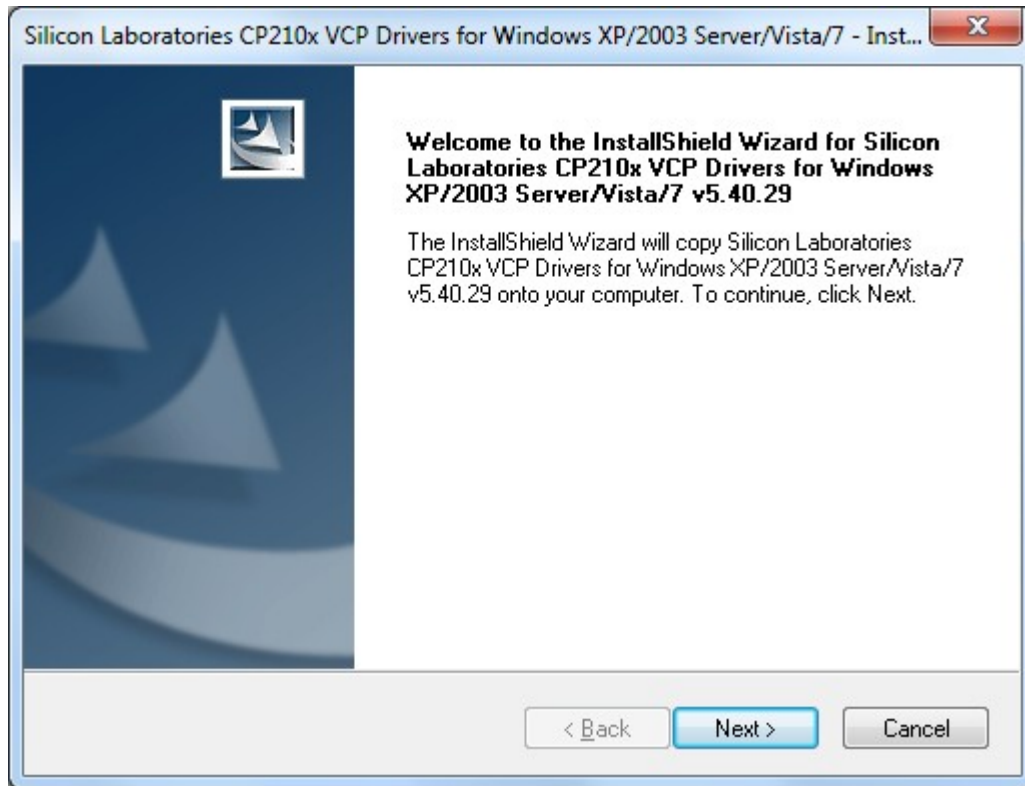 Silicon Laboratories CP210x VCP Drivers for Windows XP/2003 Server/Vista/7 - Inst...
Welcome to the InstallShield Wizard for Silicon
Laboratories CP210x VCP Drivers for Windows
XP/2003 Server/Vista/7 v5.40.29
The InstallShield Wizard will copy Silicon Laboratories
CP210x VCP Drivers for Windows XP/2003 Server/Vista/7
v5.40.29 onto your computer. To continue, click Next.
< Back Next > Cancel